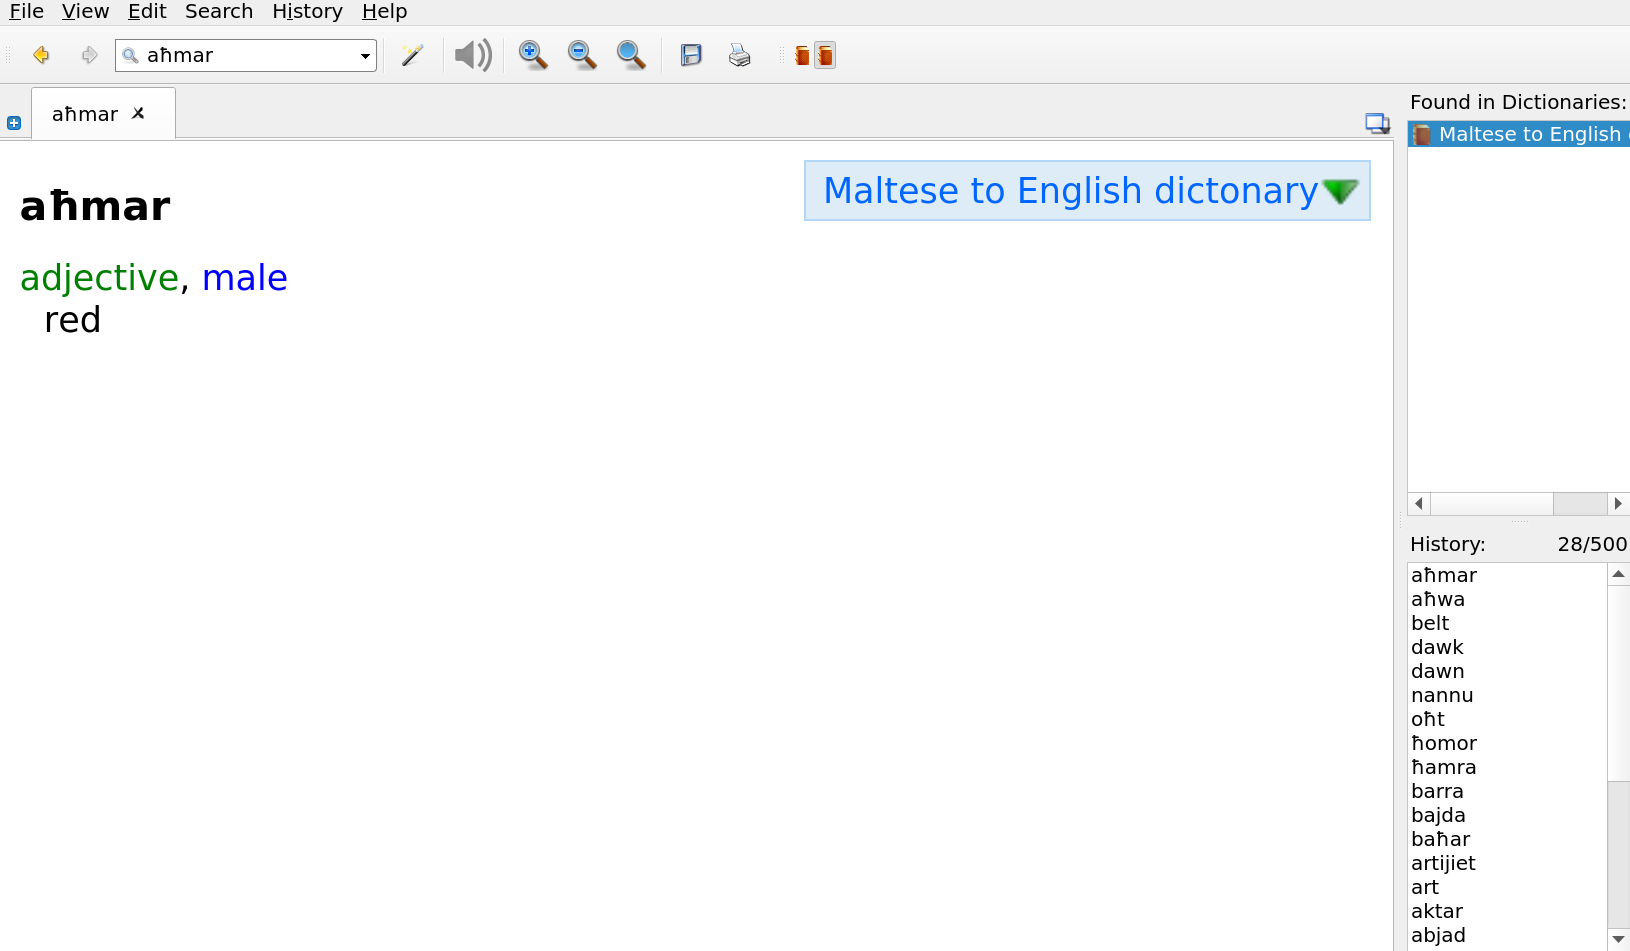 File View Edit Search History Help
aħmar
aħmar
Found in Dictionaries:
Maltese to English
Maltese to English dictonary
aħmar
adjective, male
red
History: 28/500
aħmar
aħwa
belt
dawk
dawn
nannu
oħt
ħomor
ħamra
barra
bajda
baħar
artijiet
art
aktar
abjad